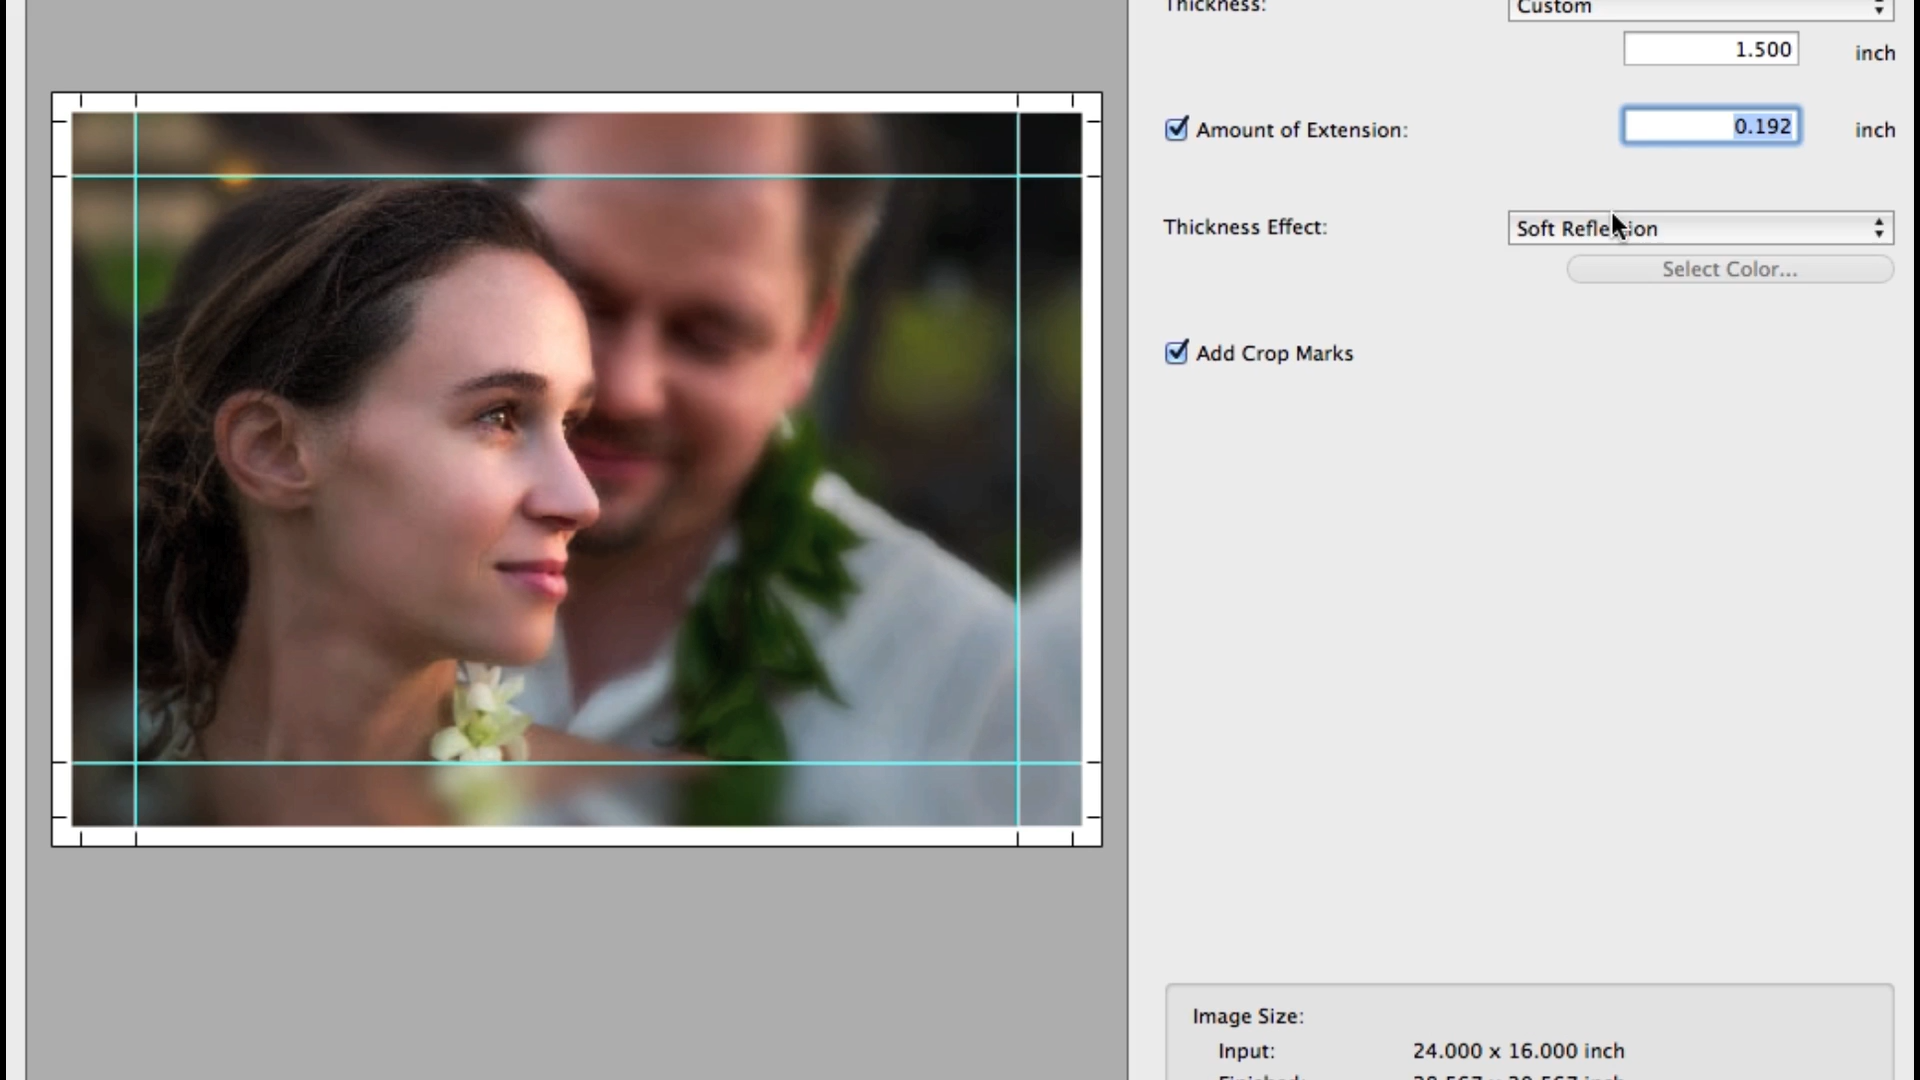 Thickness:
Custom
1.500
inch
Amount of Extension:
0.192
inch
Thickness Effect:
Soft Reflection
Select Color...
Add Crop Marks
Image Size:
Input:
24.000 x 16.000 inch
Finished: